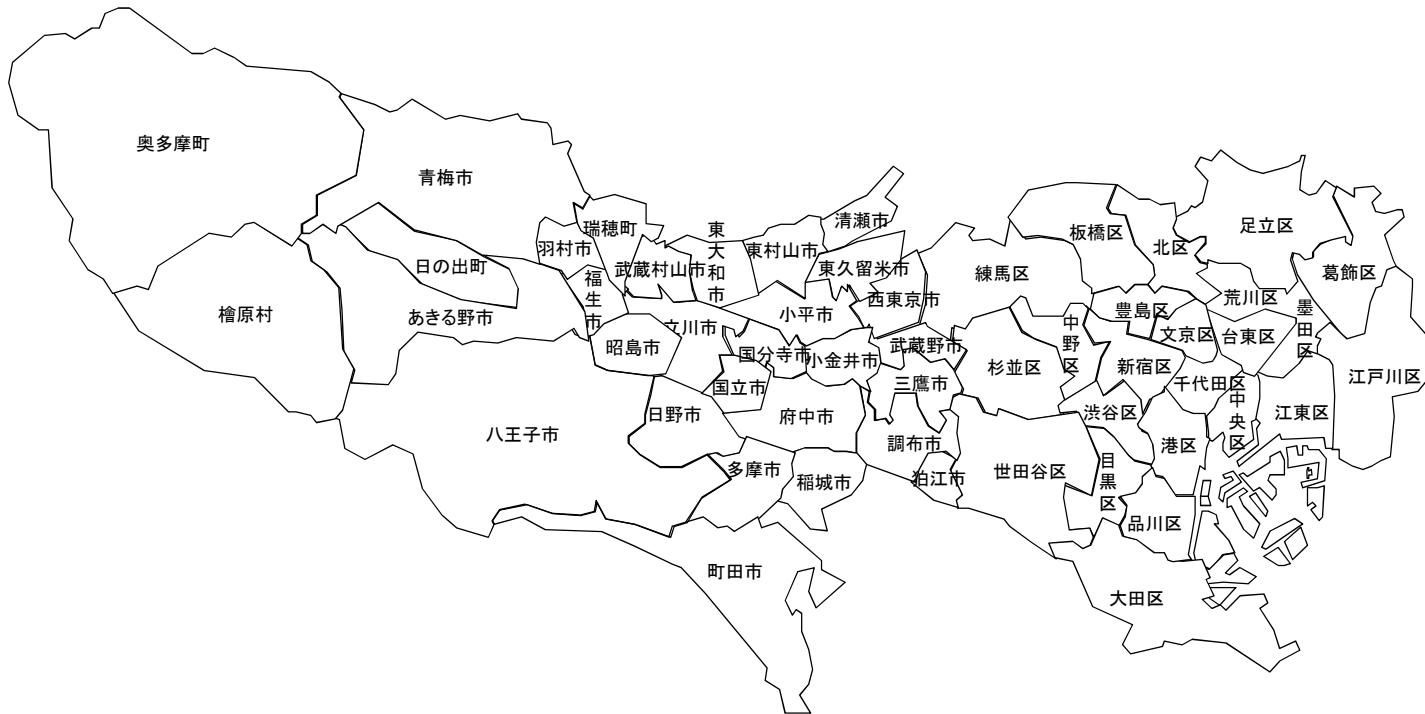 奥多摩町
青梅市
檜原村
日の出町
あきる野市
羽村市
瑞穂町
福生市
武蔵村山市
東大和市
東村山市
清瀬市
東久留米市
西東京市
小平市
立川市
昭島市
国分寺市
小金井市
武蔵野市
三鷹市
国立市
日野市
府中市
調布市
狛江市
八王子市
多摩市
稲城市
町田市
練馬区
板橋区
北区
足立区
葛飾区
荒川区
墨田区
豊島区
文京区
台東区
中野区
杉並区
新宿区
千代田区
中央区
江東区
江戸川区
渋谷区
港区
世田谷区
目黒区
品川区
大田区